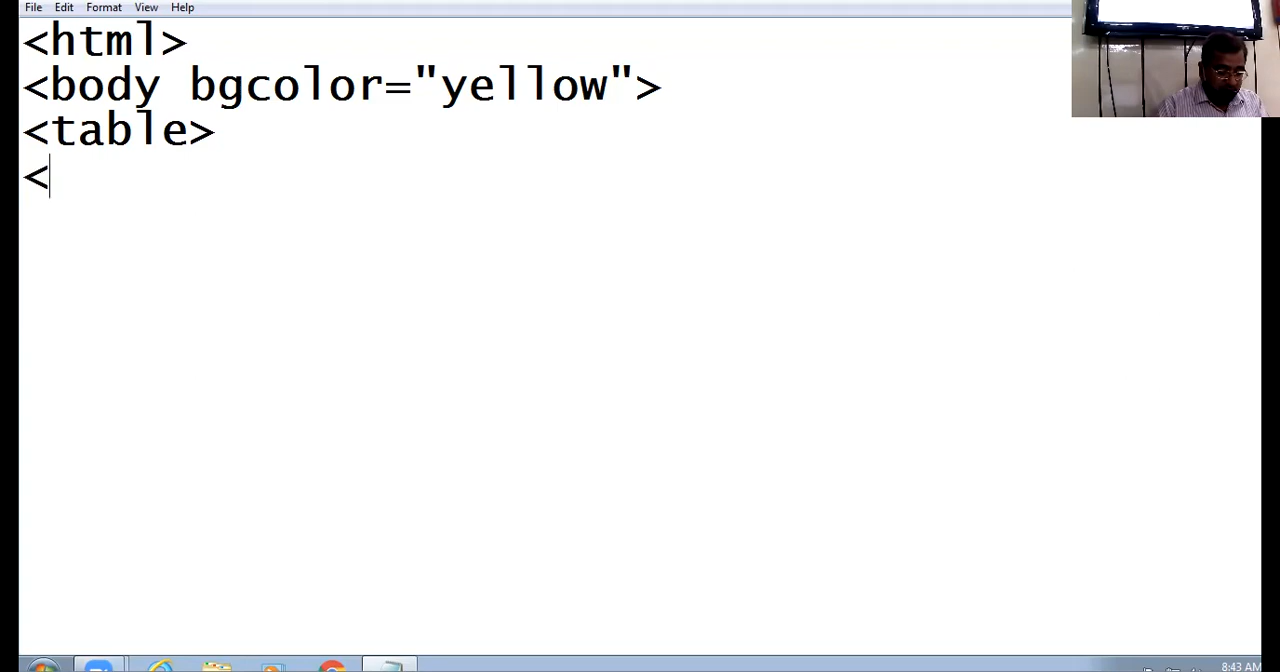 File Edit Format View Help
<html>
<body bgcolor="yellow">
<table>
<
8:43 AM